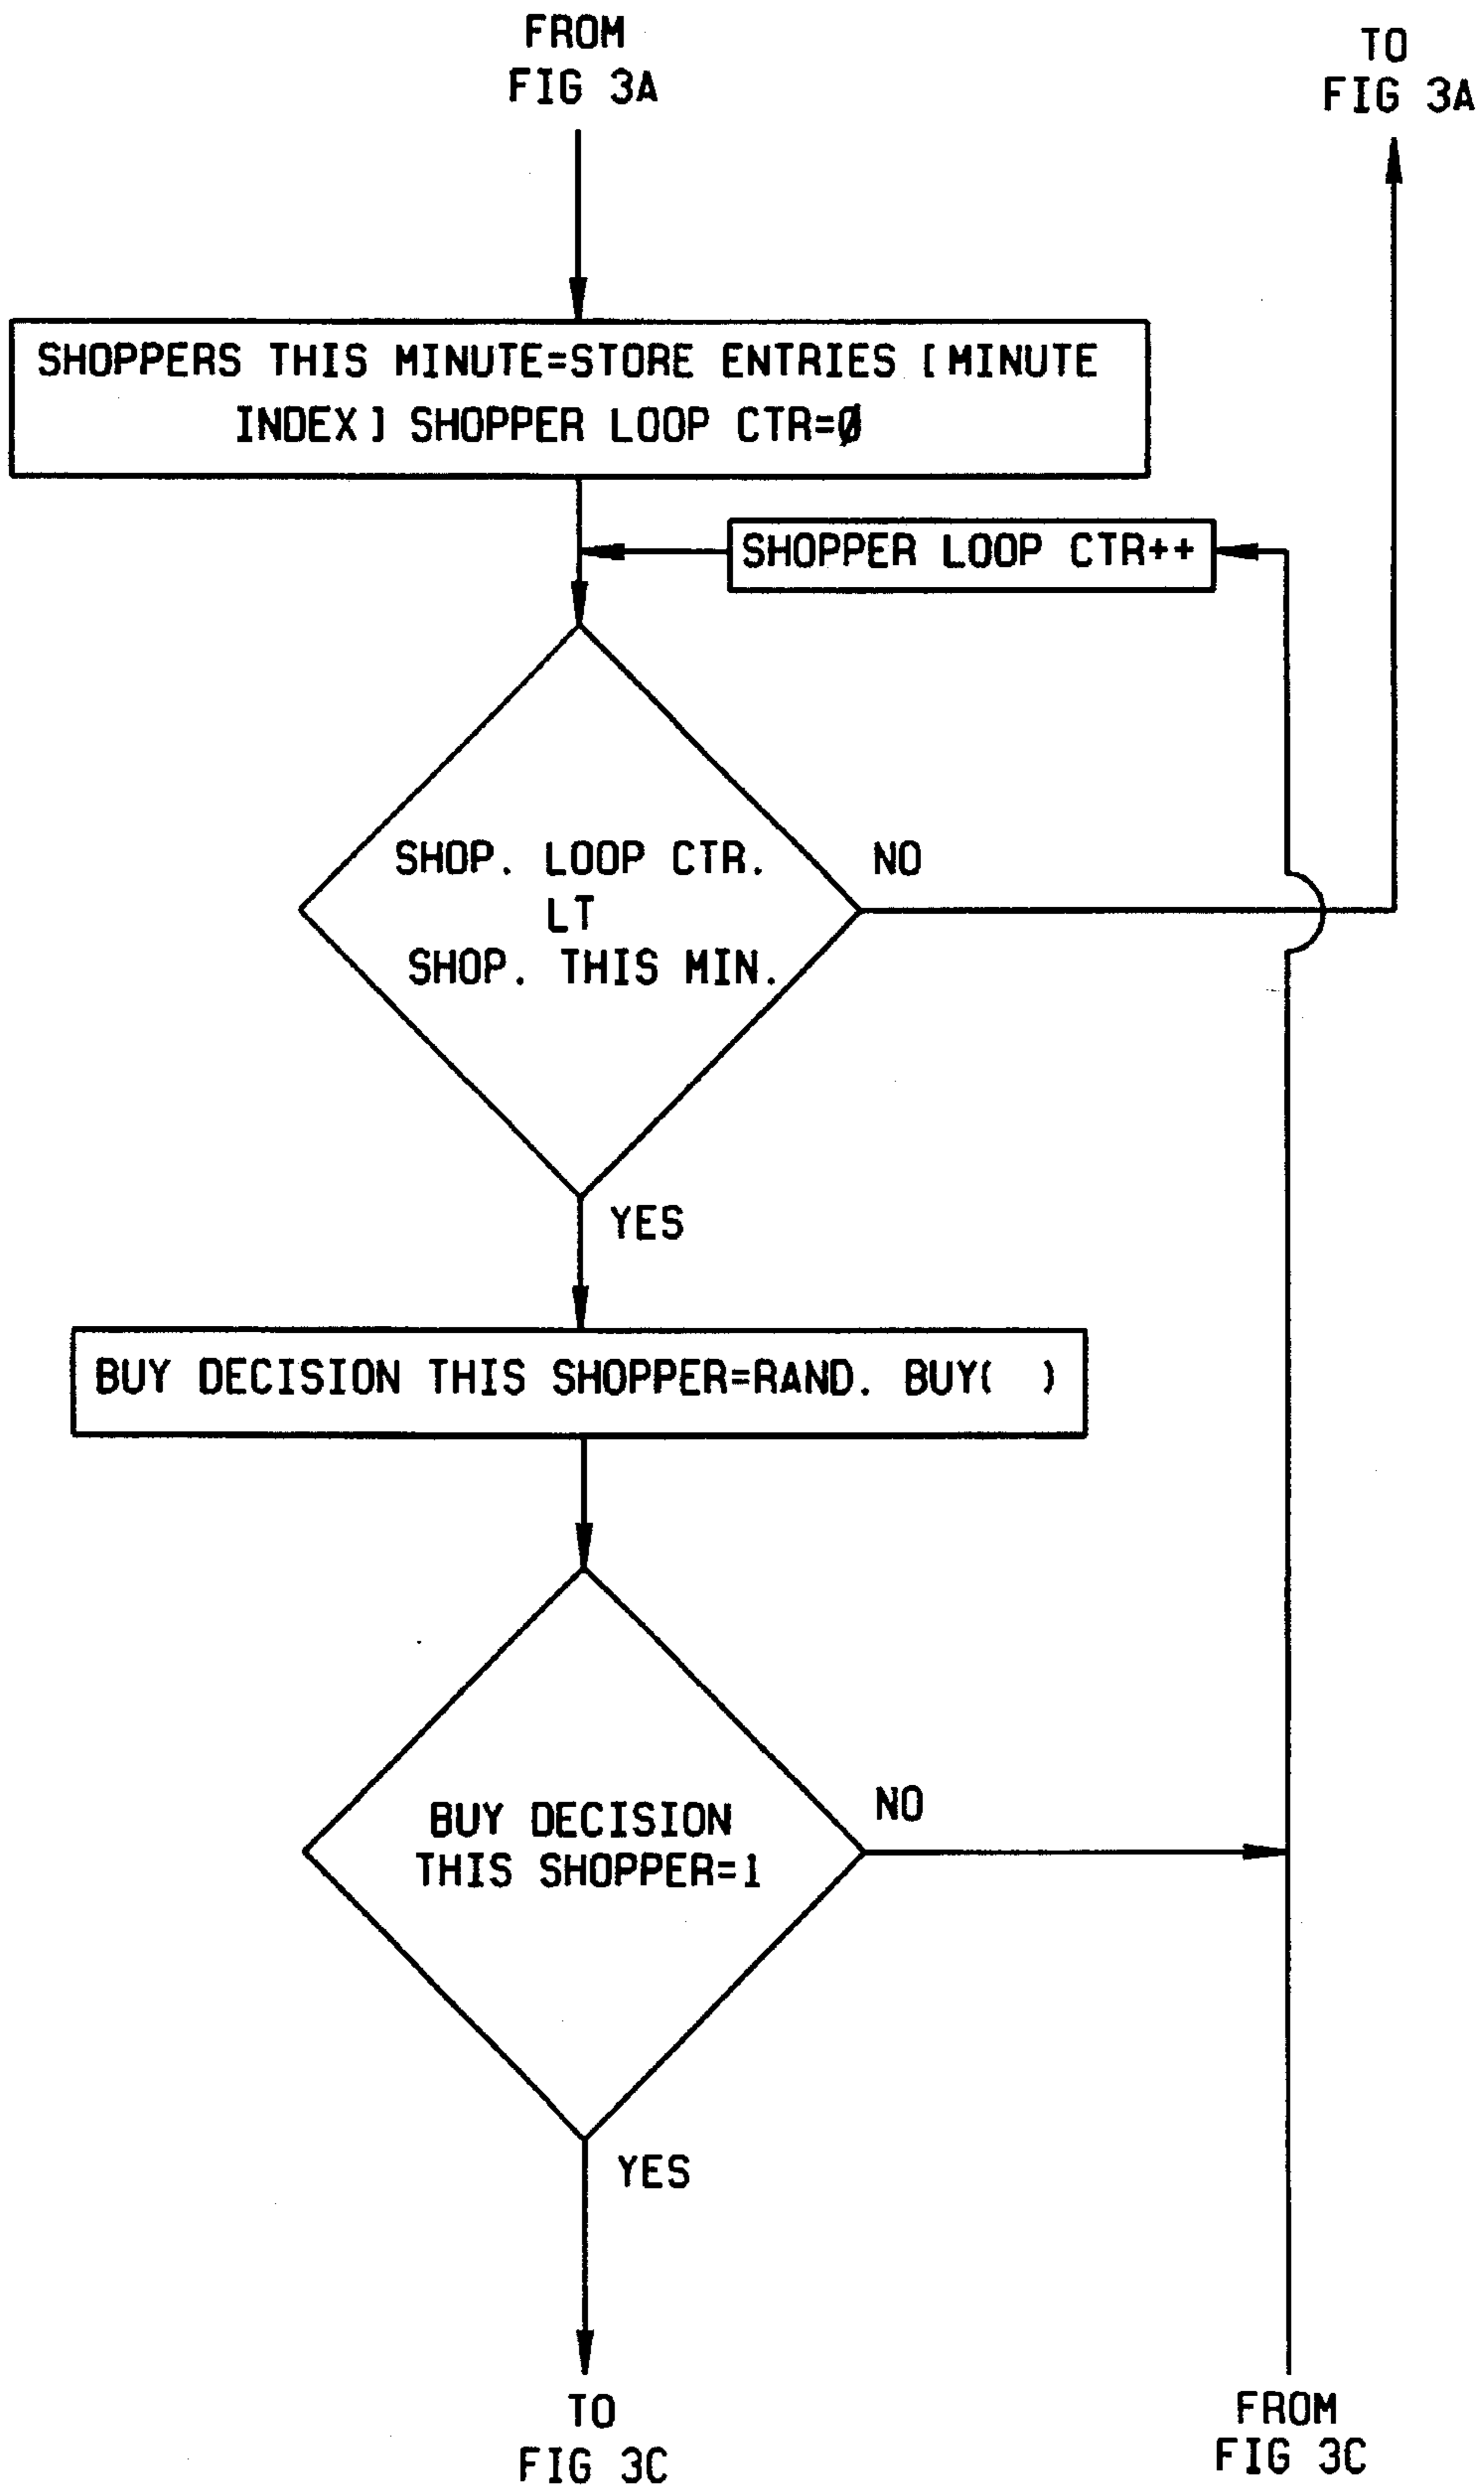 FROM
FIG 3A
TO
FIG 3A
SHOPPERS THIS MINUTE=STORE ENTRIES [MINUTE
INDEX] SHOPPER LOOP CTR=0
SHOPPER LOOP CTR++
SHOP. LOOP CTR.
LT
SHOP. THIS MIN.
NO
YES
BUY DECISION THIS SHOPPER=RAND. BUY( )
BUY DECISION
THIS SHOPPER=1
NO
YES
TO
FIG 3C
FROM
FIG 3C